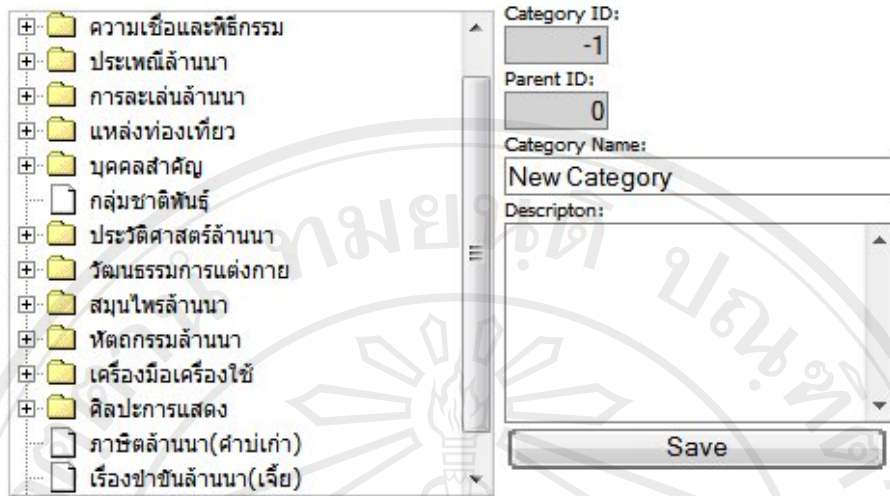 ความเชื่อและพิธีกรรม
ประเพณีล้านนา
การละเล่นล้านนา
แหล่งท่องเที่ยว
บุคคลสำคัญ
กลุ่มชาติพันธุ์
ประวัติศาสตร์ล้านนา
วัฒนธรรมการแต่งกาย
สมุนไพรล้านนา
หัตถกรรมล้านนา
เครื่องมือเครื่องใช้
ศิลปะการแสดง
ภาษิตล้านนา(คำบ่เก่า)
เรื่องขำขันล้านนา(เจี้ย)
Category ID:
-1
Parent ID:
0
Category Name:
New Category
Descripton:
Save